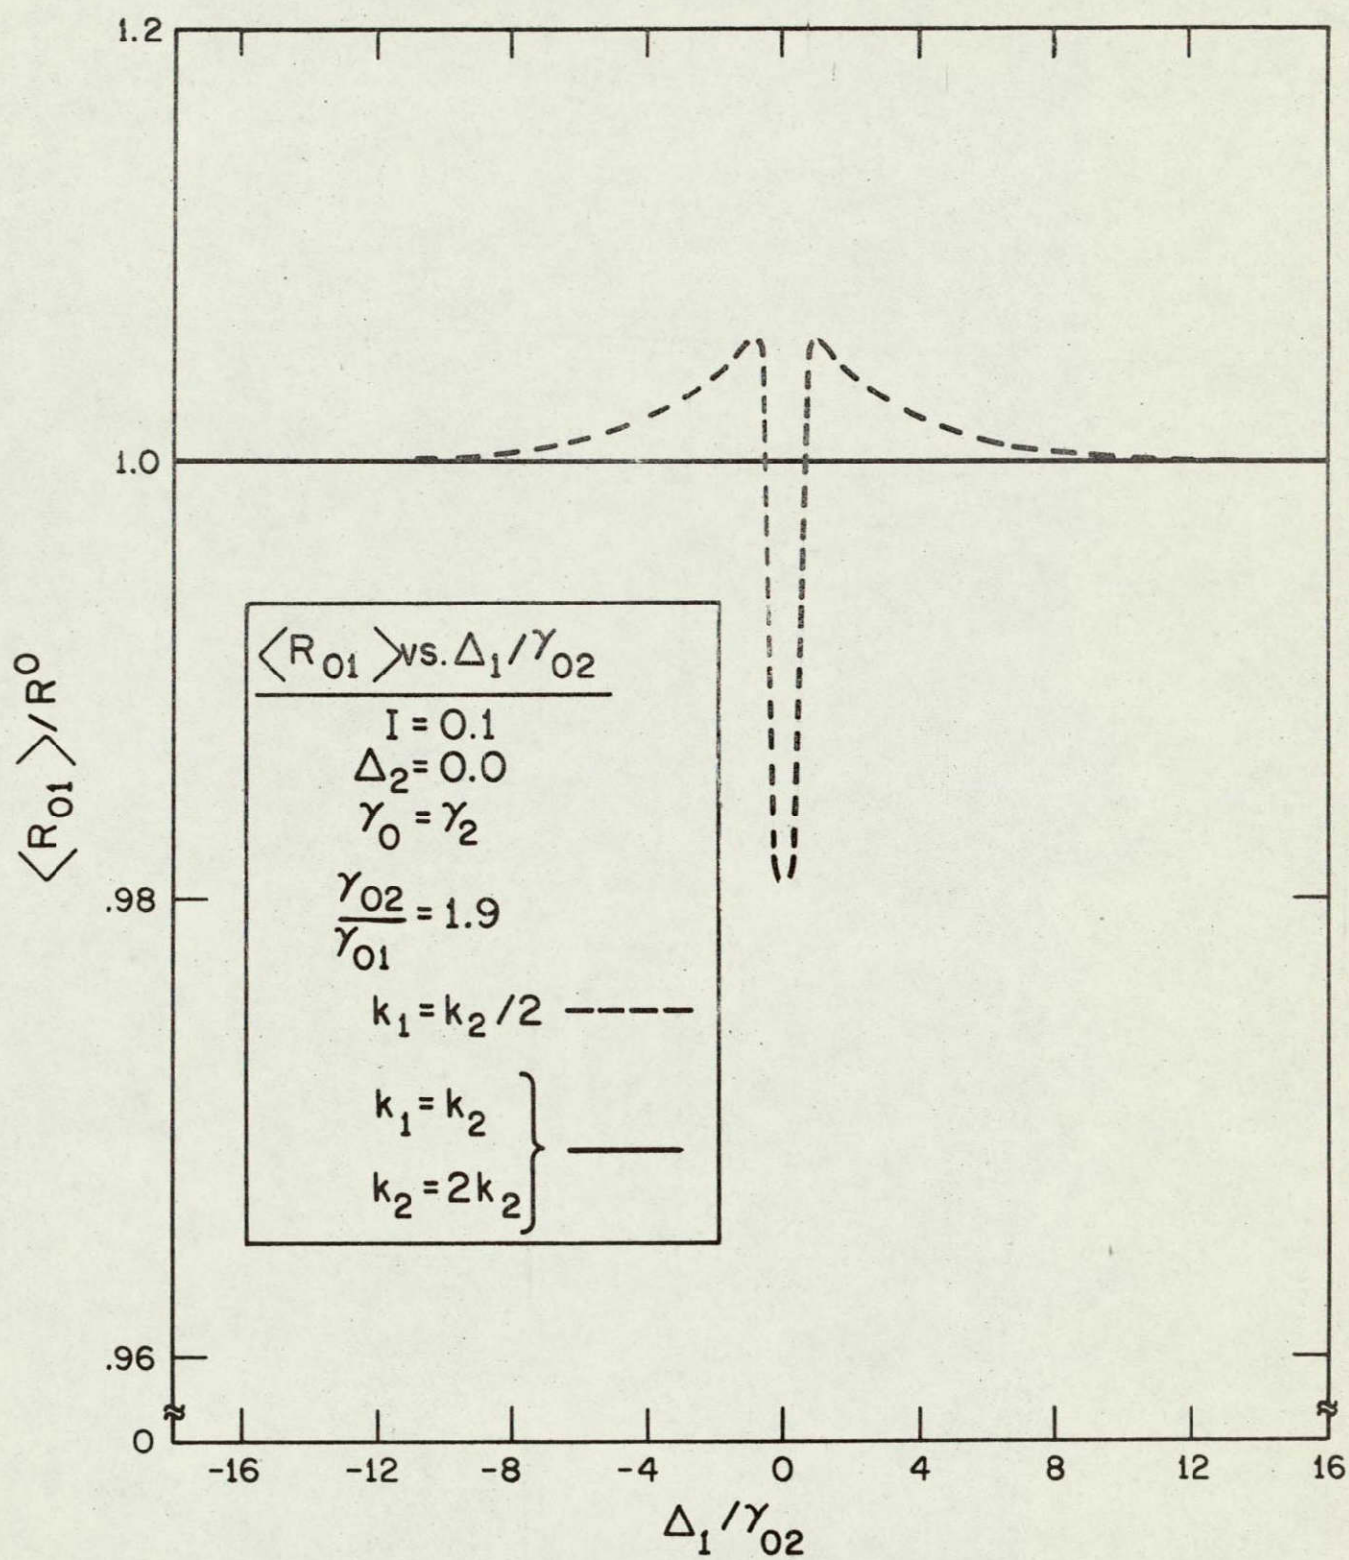 1.2
1.0
.98
.96
0
⟨R₀₁⟩/R⁰
⟨R₀₁⟩vs. Δ₁/γ₀₂
I = 0.1
Δ₂= 0.0
γ₀ = γ₂
γ₀₂/γ₀₁ = 1.9
k₁ = k₂ /2
k₁ = k₂
k₂ = 2k₂
-16 -12 -8 -4 0 4 8 12 16
Δ₁ /γ₀₂